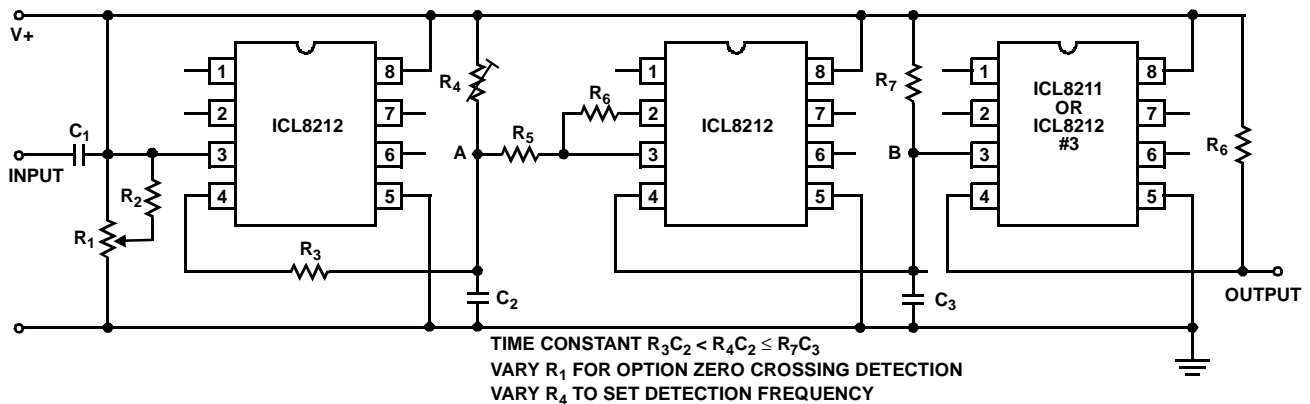 V+
INPUT
C1
R1
R2
1
2
3
4
ICL8212
8
7
6
5
R3
R4
A
C2
R5
R6
1
2
3
4
ICL8212
8
7
6
5
R7
B
C3
1
2
3
4
ICL8211
OR
ICL8212
#3
8
7
6
5
R6
OUTPUT
TIME CONSTANT R3C2 < R4C2 ≤ R7C3
VARY R1 FOR OPTION ZERO CROSSING DETECTION
VARY R4 TO SET DETECTION FREQUENCY